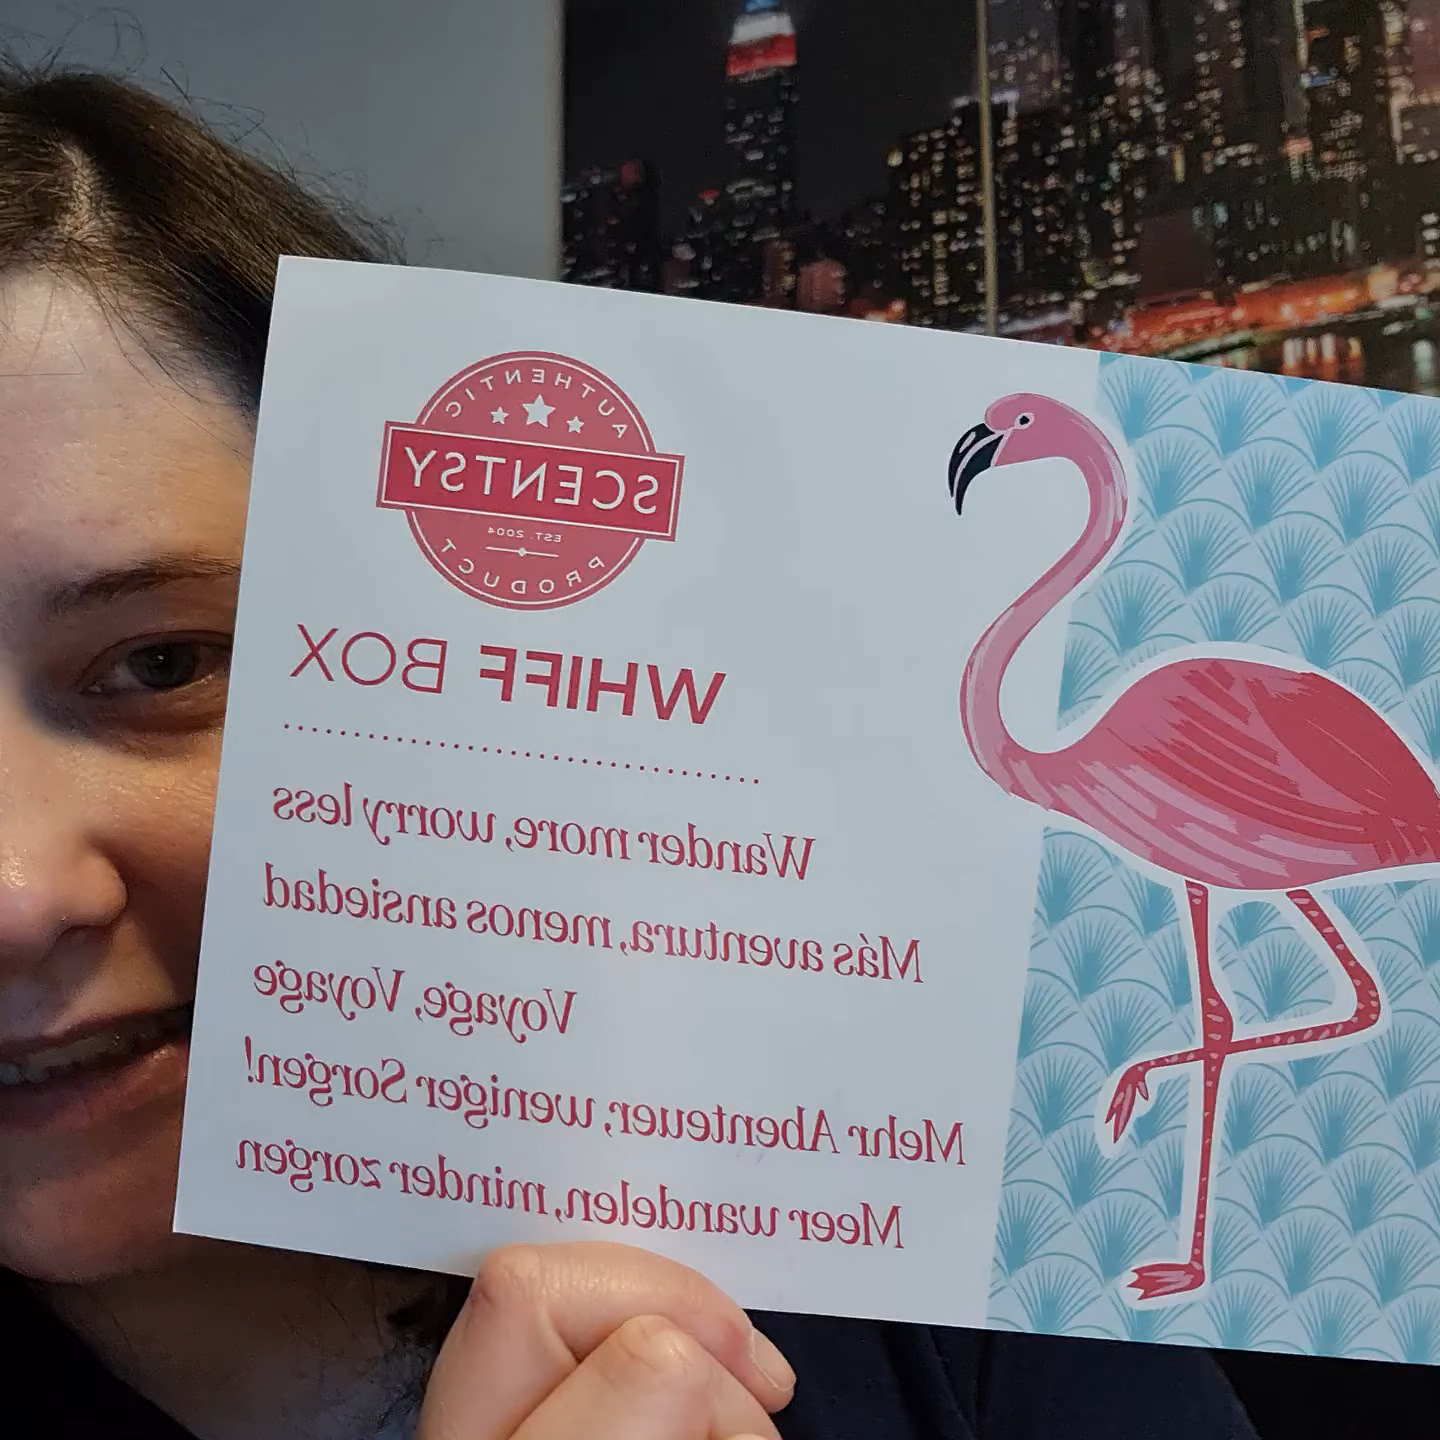 AUTHENTIC
SCENTSY
EST. 2004
PRODUCT
WHIFF BOX
Wander more, worry less
Más aventura, menos ansiedad
Voyage, Voyage
Mehr Abenteuer, weniger Sorgen!
Meer wandelen, minder zorgen